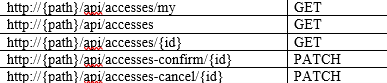 http://{path}/api/accesses/my GET
http://{path}/api/accesses GET
http://{path}/api/accesses/{id} GET
http://{path}/api/accesses-confirm/{id} PATCH
http://{path}/api/accesses-cancel/{id} PATCH